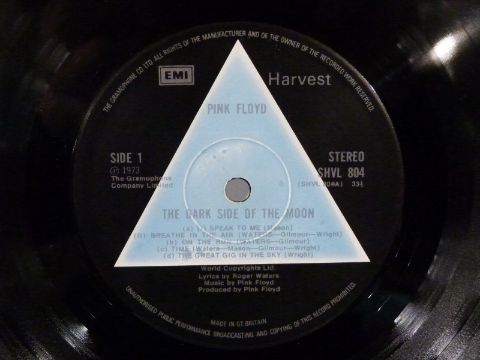 THE GRAMOPHONE CO LTD. ALL RIGHTS OF THE MANUFACTURER AND OF THE OWNER OF THE RECORDED WORK RESERVED.
EMI Harvest
PINK FLOYD
SIDE 1 STEREO
℗ 1973 SHVL 804
The Gramophone (SHVL 804A) 33⅓
Company Limited
THE DARK SIDE OF THE MOON
(a) (i) SPEAK TO ME (Mason)
(ii) BREATHE IN THE AIR (Waters—Gilmour—Wright)
(b) ON THE RUN (Waters—Gilmour)
(c) TIME (Waters—Mason—Gilmour—Wright)
(d) THE GREAT GIG IN THE SKY (Wright)
World Copyrights Ltd.
Lyrics by Roger Waters
Music by Pink Floyd
Produced by Pink Floyd
MADE IN GT. BRITAIN
UNAUTHORISED PUBLIC PERFORMANCE BROADCASTING AND COPYING OF THIS RECORD PROHIBITED